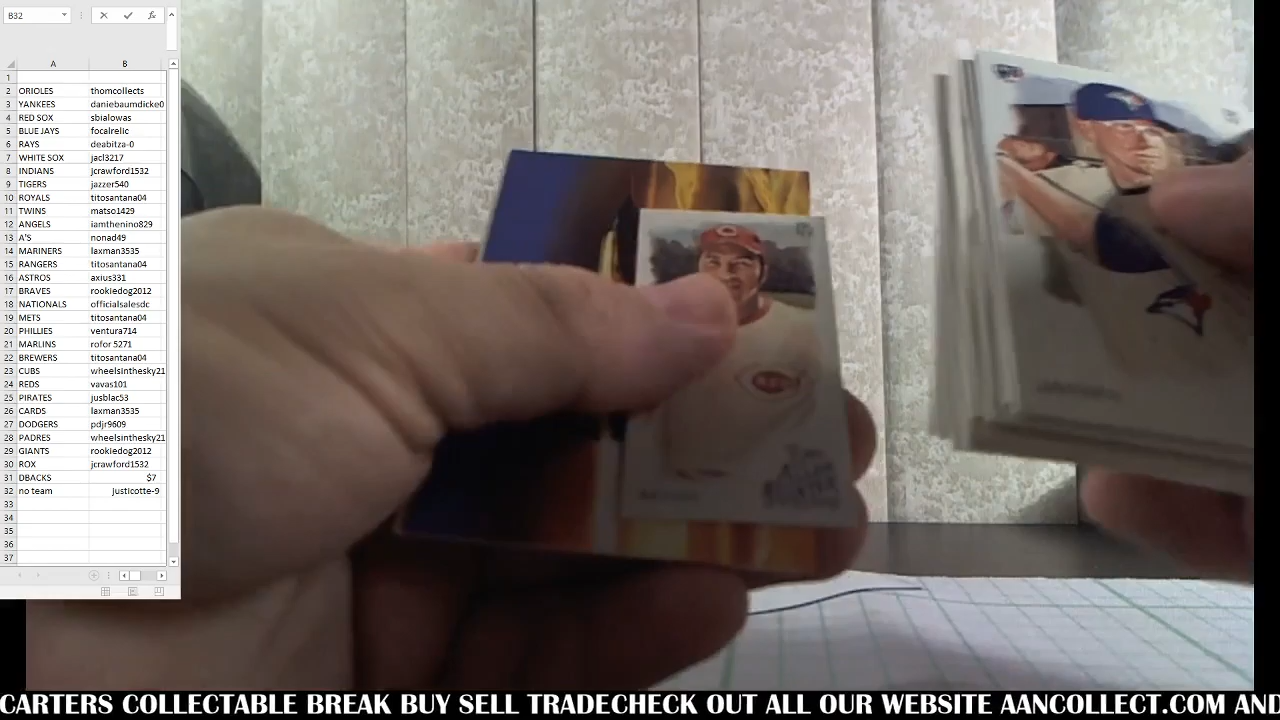 B32
A B
1
2 ORIOLES thomcollects
3 YANKEES daniebaumdicke0
4 RED SOX sbialowas
5 BLUE JAYS focalrelic
6 RAYS deabitza-0
7 WHITE SOX jacl3217
8 INDIANS jcrawford1532
9 TIGERS jazzer540
10 ROYALS titosantana04
11 TWINS matso1429
12 ANGELS iamthenino829
13 A'S nonad49
14 MARINERS laxman3535
15 RANGERS titosantana04
16 ASTROS axius331
17 BRAVES rookiedog2012
18 NATIONALS officialsalesdc
19 METS titosantana04
20 PHILLIES ventura714
21 MARLINS rofor 5271
22 BREWERS titosantana04
23 CUBS wheelsinthesky21
24 REDS vavas101
25 PIRATES jusblac53
26 CARDS laxman3535
27 DODGERS pdjr9609
28 PADRES wheelsinthesky21
29 GIANTS rookiedog2012
30 ROX jcrawford1532
31 DBACKS $7
32 no team justicotte-9
33
34
35
36
37
CARTERS COLLECTABLE BREAK BUY SELL TRADECHECK OUT ALL OUR WEBSITE AANCOLLECT.COM AND